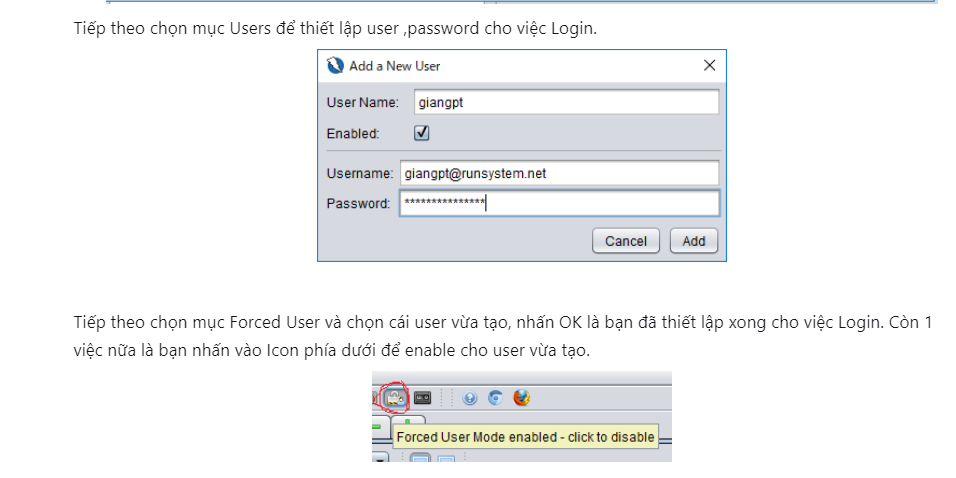 Tiếp theo chọn mục Users để thiết lập user ,password cho việc Login.
Add a New User
User Name: giangpt
Enabled:
Username: giangpt@runsystem.net
Password: ***************
Cancel Add
Tiếp theo chọn mục Forced User và chọn cái user vừa tạo, nhấn OK là bạn đã thiết lập xong cho việc Login. Còn 1
việc nữa là bạn nhấn vào Icon phía dưới để enable cho user vừa tạo.
Forced User Mode enabled - click to disable